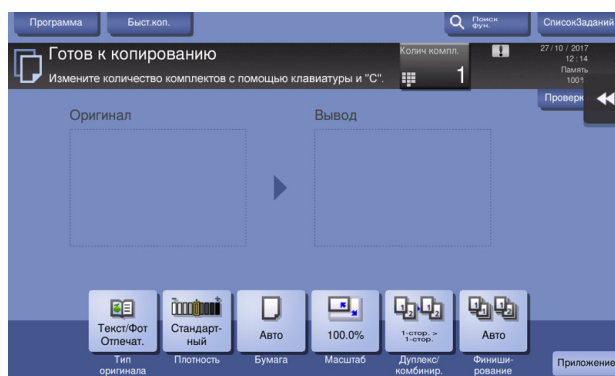 Программа
Быст.коп.
Поиск
фун.
СписокЗаданий
Готов к копированию
Колич компл.
27/10 / 2017
12 : 14
Измените количество комплектов с помощью клавиатуры и "С".
1
Память
100%
Проверк
Оригинал
Вывод
Текст/Фот
Отпечат.
Стандарт-
ный
Авто
100.0%
1-стор. >
1-стор.
Авто
Тип
оригинала
Плотность
Бумага
Масштаб
Дуплекс/
комбинир.
Финиши-
рование
Приложение